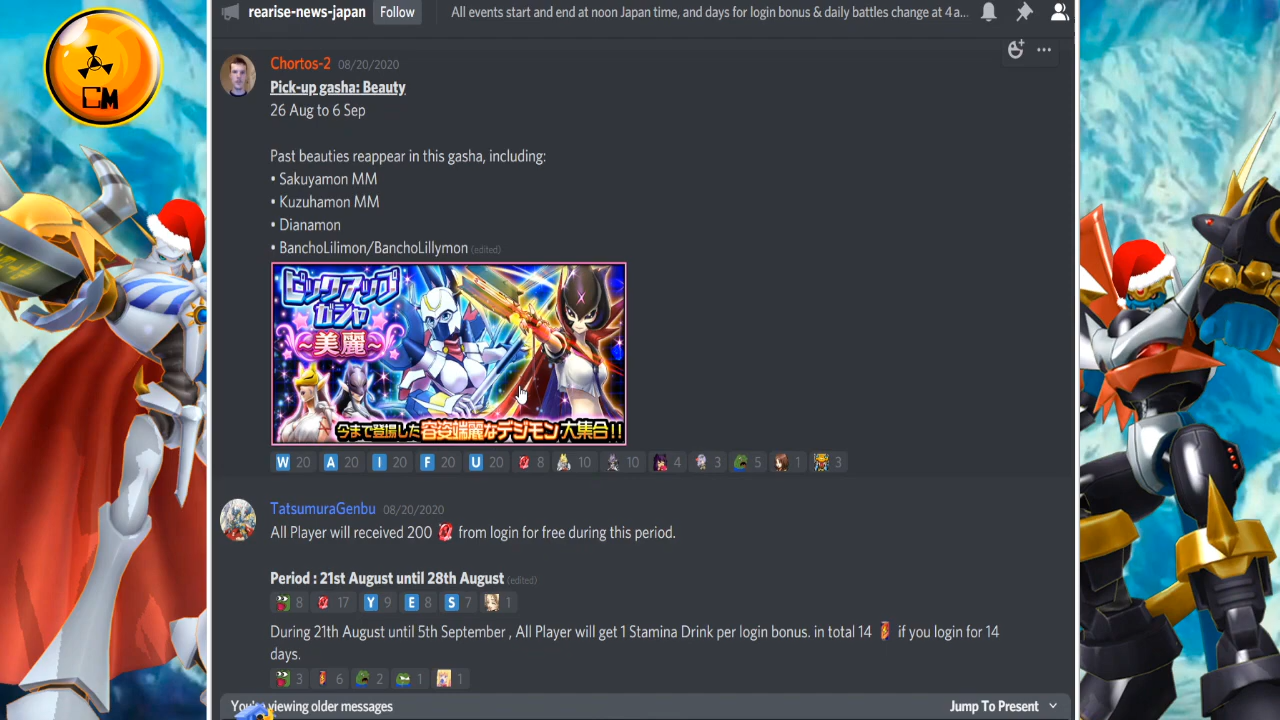 rearise-news-japan
Follow
All events start and end at noon Japan time, and days for login bonus & daily battles change at 4 a...
CM
Chortos-2 08/20/2020
Pick-up gasha: Beauty
26 Aug to 6 Sep
Past beauties reappear in this gasha, including:
• Sakuyamon MM
• Kuzuhamon MM
• Dianamon
• BanchoLilimon/BanchoLillymon (edited)
ピックアップ
ガシャ
~美麗~
今まで登場した容姿端麗なデジモン大集合!!
W 20 A 20 I 20 F 20 U 20 8 10 10 4 3 5 1 3
TatsumuraGenbu 08/20/2020
All Player will received 200 from login for free during this period.
Period : 21st August until 28th August (edited)
8 17 Y 9 E 8 S 7 1
During 21th August until 5th September , All Player will get 1 Stamina Drink per login bonus. in total 14 if you login for 14
days.
3 6 2 1 1
You're viewing older messages
Jump To Present